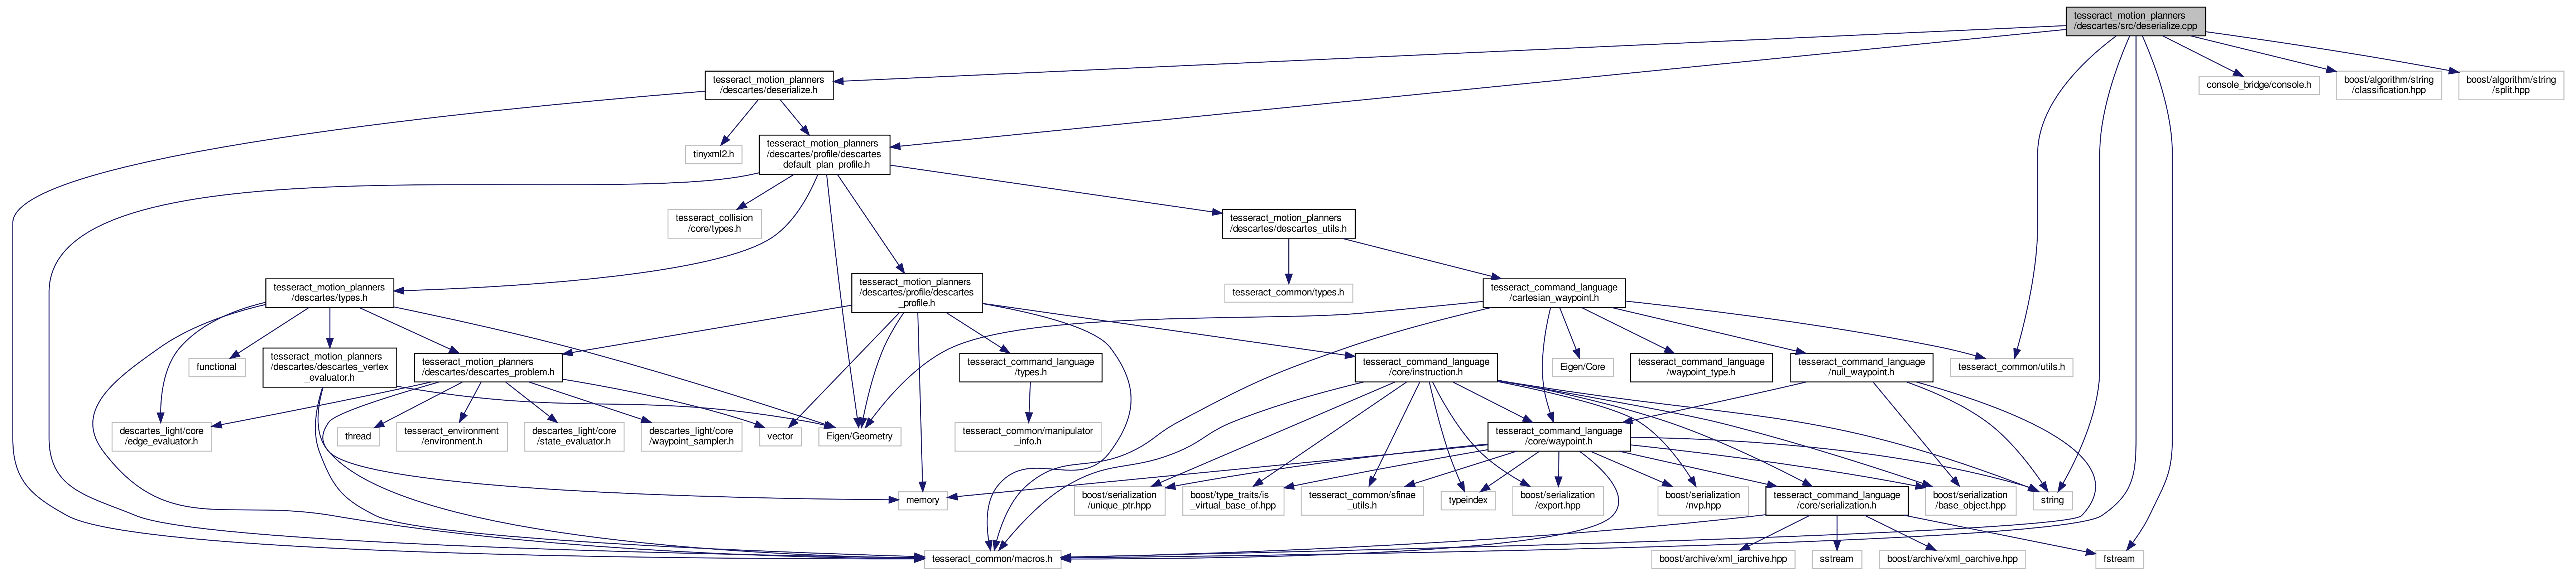 tesseract_motion_planners
/descartes/src/deserialize.cpp
tesseract_motion_planners
/descartes/deserialize.h
console_bridge/console.h
boost/algorithm/string
/classification.hpp
boost/algorithm/string
/split.hpp
tinyxml2.h
tesseract_motion_planners
/descartes/profile/descartes
_default_plan_profile.h
tesseract_collision
/core/types.h
tesseract_motion_planners
/descartes/descartes_utils.h
tesseract_motion_planners
/descartes/types.h
tesseract_motion_planners
/descartes/profile/descartes
_profile.h
tesseract_common/types.h
tesseract_command_language
/cartesian_waypoint.h
functional
tesseract_motion_planners
/descartes/descartes_vertex
_evaluator.h
tesseract_motion_planners
/descartes/descartes_problem.h
tesseract_command_language
/types.h
tesseract_command_language
/core/instruction.h
Eigen/Core
tesseract_command_language
/waypoint_type.h
tesseract_command_language
/null_waypoint.h
tesseract_common/utils.h
descartes_light/core
/edge_evaluator.h
thread
tesseract_environment
/environment.h
descartes_light/core
/state_evaluator.h
descartes_light/core
/waypoint_sampler.h
vector
Eigen/Geometry
tesseract_common/manipulator
_info.h
tesseract_command_language
/core/waypoint.h
memory
boost/serialization
/unique_ptr.hpp
boost/type_traits/is
_virtual_base_of.hpp
tesseract_common/sfinae
_utils.h
typeindex
boost/serialization
/export.hpp
boost/serialization
/nvp.hpp
tesseract_command_language
/core/serialization.h
boost/serialization
/base_object.hpp
string
tesseract_common/macros.h
boost/archive/xml_iarchive.hpp
sstream
boost/archive/xml_oarchive.hpp
fstream